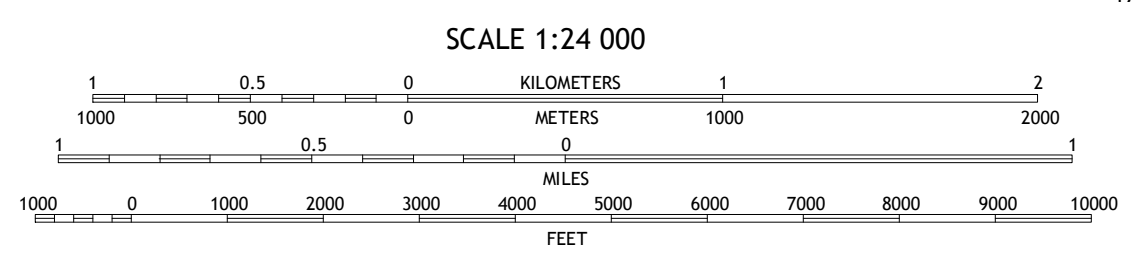 SCALE 1:24 000
1 0.5 0 KILOMETERS 1 2
1000 500 0 METERS 1000 2000
1 0.5 0 1
MILES
1000 0 1000 2000 3000 4000 5000 6000 7000 8000 9000 10000
FEET